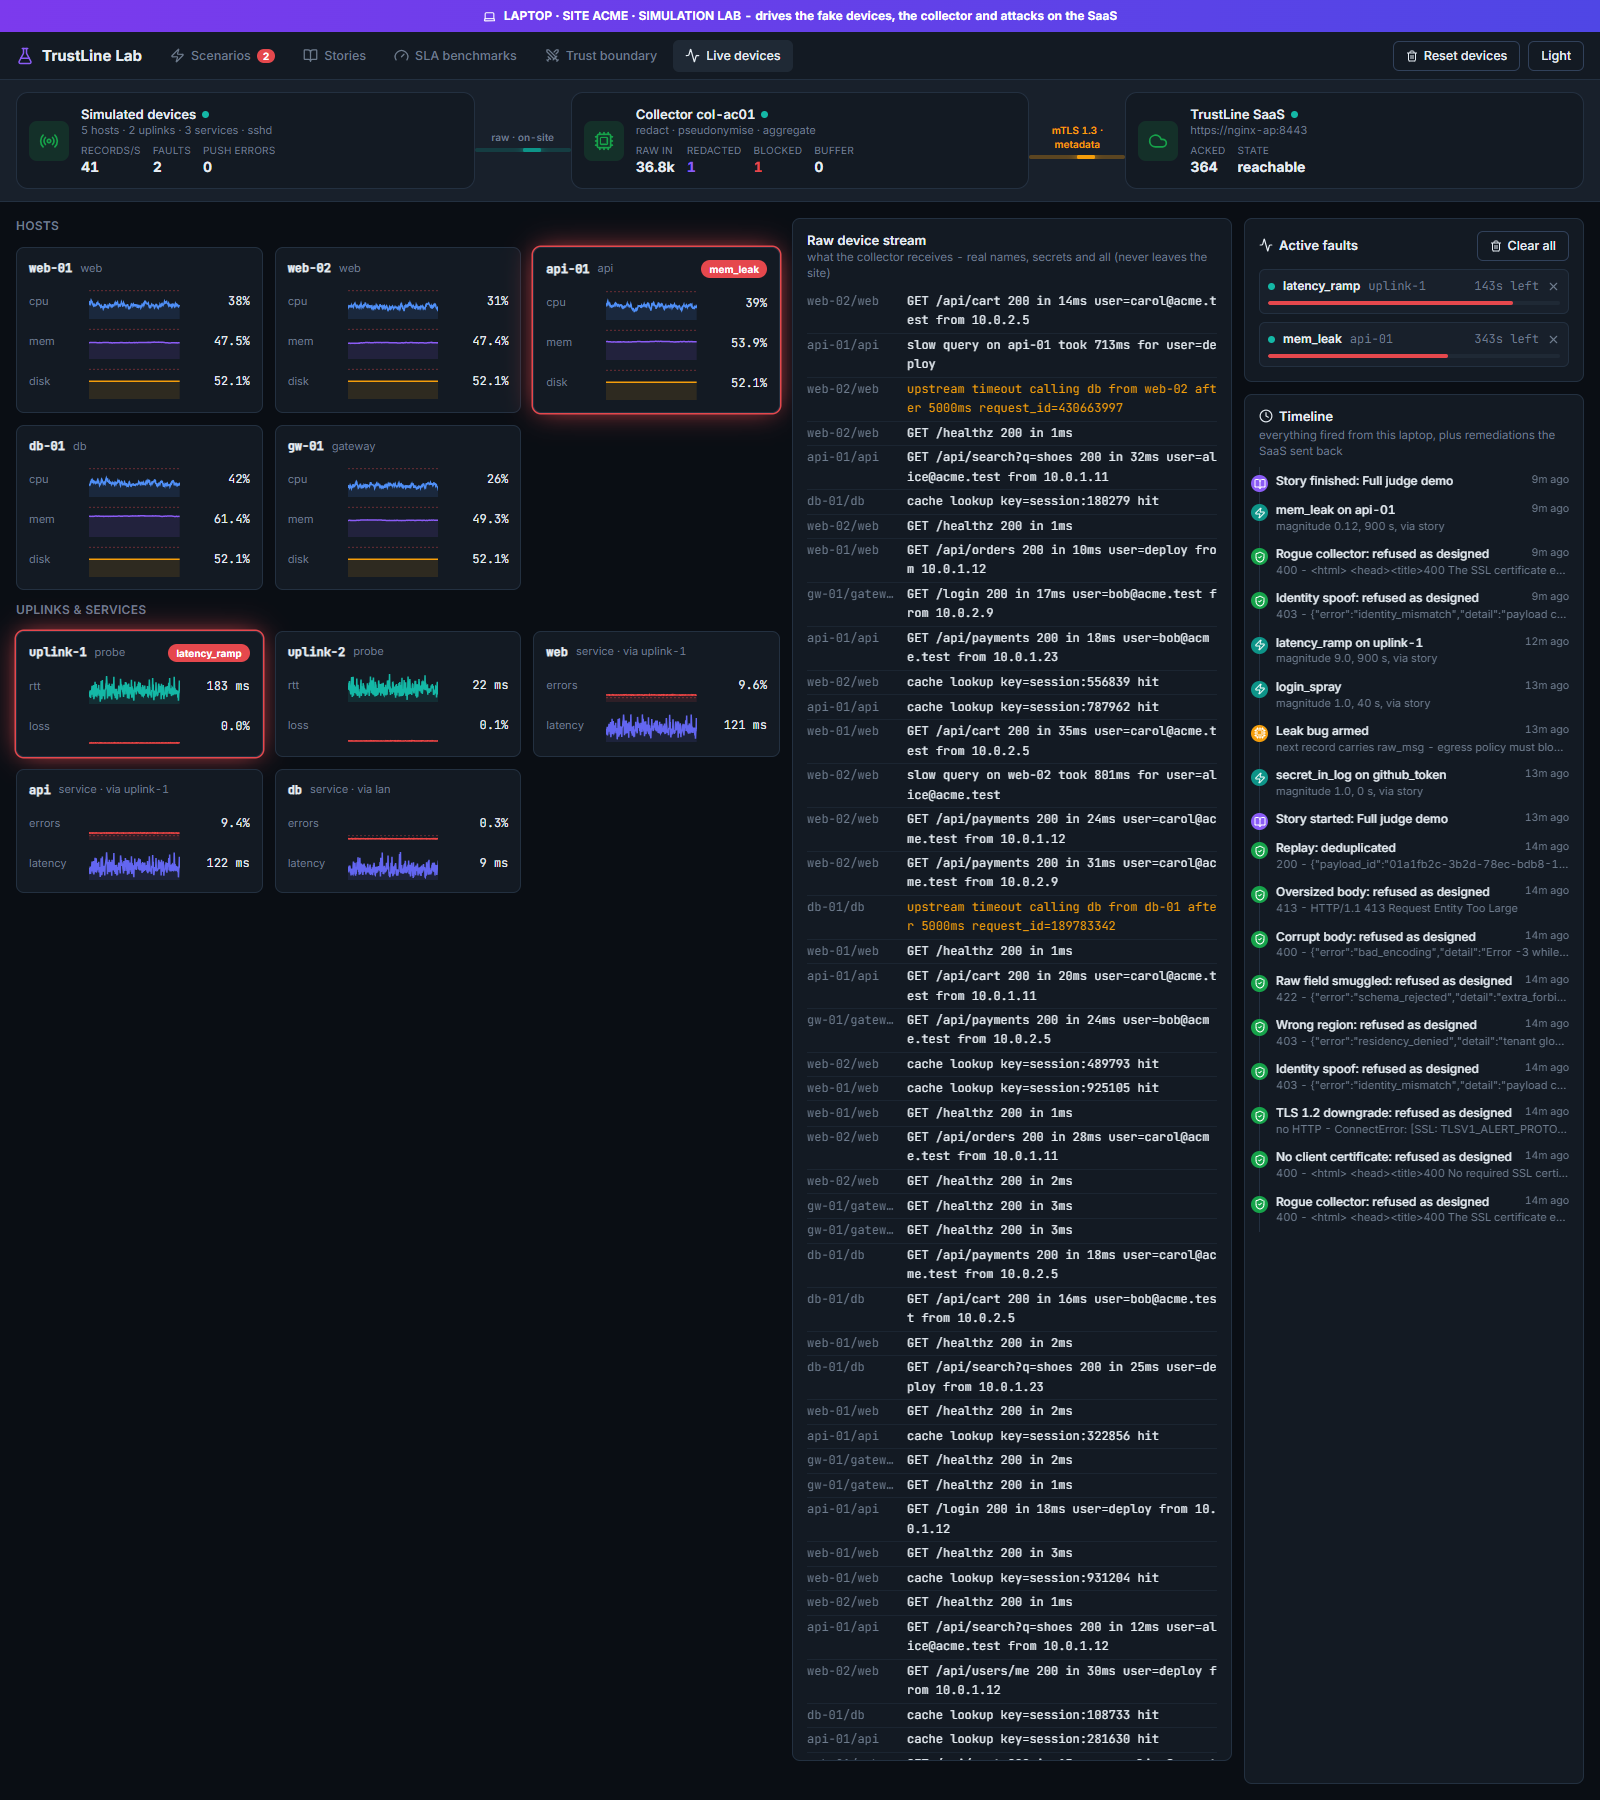 LAPTOP · SITE ACME · SIMULATION LAB - drives the fake devices, the collector and attacks on the SaaS
TrustLine Lab
Scenarios 2
Stories
SLA benchmarks
Trust boundary
Live devices
Reset devices
Light
Simulated devices
5 hosts · 2 uplinks · 3 services · sshd
RECORDS/S FAULTS PUSH ERRORS
41 2 0
raw · on-site
Collector col-ac01
redact · pseudonymise · aggregate
RAW IN REDACTED BLOCKED BUFFER
36.8k 1 1 0
mTLS 1.3 ·
metadata
TrustLine SaaS
https://nginx-ap:8443
ACKED STATE
364 reachable
HOSTS
web-01 web
cpu 38%
mem 47.5%
disk 52.1%
web-02 web
cpu 31%
mem 47.4%
disk 52.1%
api-01 api mem_leak
cpu 39%
mem 53.9%
disk 52.1%
db-01 db
cpu 42%
mem 61.4%
disk 52.1%
gw-01 gateway
cpu 26%
mem 49.3%
disk 52.1%
UPLINKS & SERVICES
uplink-1 probe latency_ramp
rtt 183 ms
loss 0.0%
uplink-2 probe
rtt 22 ms
loss 0.1%
web service · via uplink-1
errors 9.6%
latency 121 ms
api service · via uplink-1
errors 9.4%
latency 122 ms
db service · via lan
errors 0.3%
latency 9 ms
Raw device stream
what the collector receives - real names, secrets and all (never leaves the
site)
web-02/web GET /api/cart 200 in 14ms user=carol@acme.t
est from 10.0.2.5
api-01/api slow query on api-01 took 713ms for user=de
ploy
web-02/web upstream timeout calling db from web-02 aft
er 5000ms request_id=430663997
web-02/web GET /healthz 200 in 1ms
api-01/api GET /api/search?q=shoes 200 in 32ms user=al
ice@acme.test from 10.0.1.11
db-01/db cache lookup key=session:180279 hit
web-02/web GET /healthz 200 in 1ms
web-01/web GET /api/orders 200 in 10ms user=deploy fro
m 10.0.1.12
gw-01/gatew… GET /login 200 in 17ms user=bob@acme.test f
rom 10.0.2.9
api-01/api GET /api/payments 200 in 18ms user=bob@acm
e.test from 10.0.1.23
web-02/web cache lookup key=session:556839 hit
api-01/api cache lookup key=session:787962 hit
web-01/web GET /api/cart 200 in 35ms user=carol@acme.t
est from 10.0.2.5
web-02/web slow query on web-02 took 801ms for user=al
ice@acme.test
web-02/web GET /api/payments 200 in 24ms user=carol@ac
me.test from 10.0.1.12
web-02/web GET /api/payments 200 in 31ms user=carol@ac
me.test from 10.0.2.9
db-01/db upstream timeout calling db from db-01 afte
r 5000ms request_id=189783342
web-01/web GET /healthz 200 in 1ms
api-01/api GET /api/cart 200 in 20ms user=carol@acme.t
est from 10.0.1.11
gw-01/gatew… GET /api/payments 200 in 24ms user=bob@acm
e.test from 10.0.2.5
web-02/web cache lookup key=session:489793 hit
web-01/web cache lookup key=session:925105 hit
web-01/web GET /healthz 200 in 1ms
web-02/web GET /api/orders 200 in 28ms user=carol@acm
e.test from 10.0.1.11
web-02/web GET /healthz 200 in 2ms
gw-01/gatew… GET /healthz 200 in 3ms
gw-01/gatew… GET /healthz 200 in 3ms
db-01/db GET /api/payments 200 in 18ms user=carol@ac
me.test from 10.0.2.5
db-01/db GET /api/cart 200 in 16ms user=bob@acme.tes
t from 10.0.2.5
web-01/web GET /healthz 200 in 2ms
db-01/db GET /api/search?q=shoes 200 in 25ms user=de
ploy from 10.0.1.23
web-01/web GET /healthz 200 in 2ms
api-01/api cache lookup key=session:322856 hit
gw-01/gatew… GET /healthz 200 in 2ms
gw-01/gatew… GET /healthz 200 in 1ms
api-01/api GET /login 200 in 18ms user=deploy from 10.
0.1.12
web-01/web GET /healthz 200 in 3ms
web-01/web cache lookup key=session:931204 hit
web-02/web GET /healthz 200 in 1ms
api-01/api GET /api/search?q=shoes 200 in 12ms user=al
ice@acme.test from 10.0.1.12
web-02/web GET /api/users/me 200 in 30ms user=deploy f
rom 10.0.1.12
db-01/db cache lookup key=session:108733 hit
api-01/api cache lookup key=session:281630 hit
Active faults
Clear all
latency_ramp uplink-1 143s left
mem_leak api-01 343s left
Timeline
everything fired from this laptop, plus remediations the
SaaS sent back
Story finished: Full judge demo 9m ago
mem_leak on api-01 9m ago
magnitude 0.12, 900 s, via story
Rogue collector: refused as designed 9m ago
400 - <html> <head><title>400 The SSL certificate e…
Identity spoof: refused as designed 9m ago
403 - {"error":"identity_mismatch","detail":"payload c…
latency_ramp on uplink-1 12m ago
magnitude 9.0, 900 s, via story
login_spray 13m ago
magnitude 1.0, 40 s, via story
Leak bug armed 13m ago
next record carries raw_msg - egress policy must blo…
secret_in_log on github_token 13m ago
magnitude 1.0, 0 s, via story
Story started: Full judge demo 13m ago
Replay: deduplicated 14m ago
200 - {"payload_id":"01a1fb2c-3b2d-78ec-bdb8-1…
Oversized body: refused as designed 14m ago
413 - HTTP/1.1 413 Request Entity Too Large
Corrupt body: refused as designed 14m ago
400 - {"error":"bad_encoding","detail":"Error -3 while…
Raw field smuggled: refused as designed 14m ago
422 - {"error":"schema_rejected","detail":"extra_forbi…
Wrong region: refused as designed 14m ago
403 - {"error":"residency_denied","detail":"tenant glo…
Identity spoof: refused as designed 14m ago
403 - {"error":"identity_mismatch","detail":"payload c…
TLS 1.2 downgrade: refused as designed 14m ago
no HTTP - ConnectError: [SSL: TLSV1_ALERT_PROTO…
No client certificate: refused as designed 14m ago
400 - <html> <head><title>400 No required SSL certi…
Rogue collector: refused as designed 14m ago
400 - <html> <head><title>400 The SSL certificate e…